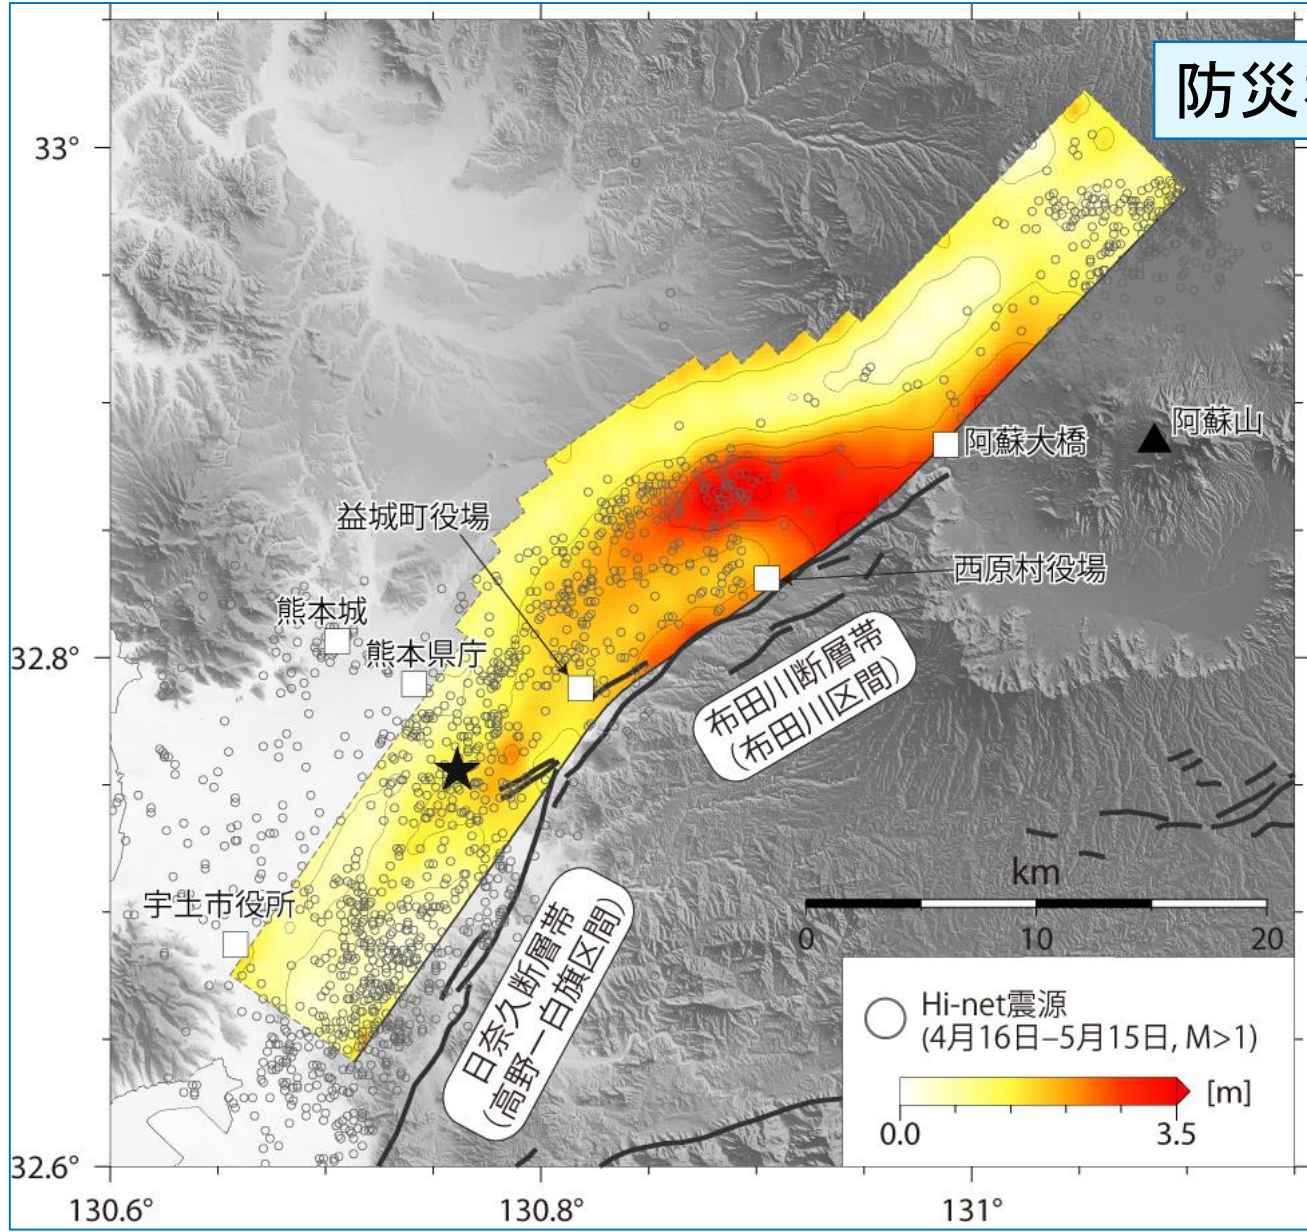 防災
33°
阿蘇山
阿蘇大橋
益城町役場
西原村役場
熊本城
熊本県庁
32.8°
布田川断層帯
(布田川区間)
km
宇土市役所
0 10 20
日奈久断層帯
(高野ー白旗区間)
Hi-net震源
(4月16日–5月15日, M>1)
[m]
0.0 3.5
32.6°
130.6° 130.8° 131°